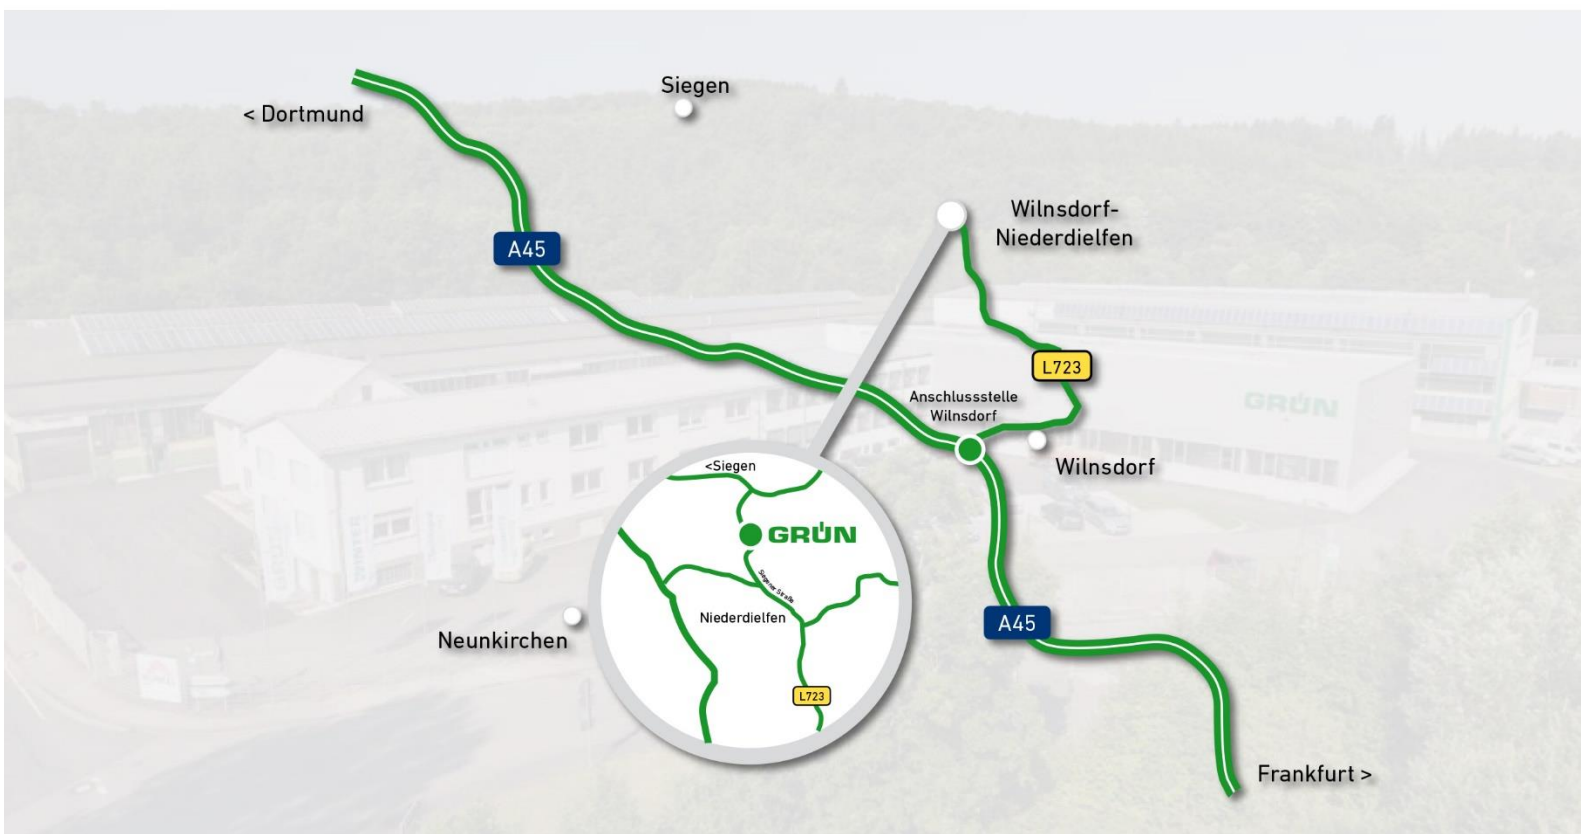 Siegen
< Dortmund
Wilnsdorf-
Niederdielfen
A45
L723
Anschlussstelle
Wilnsdorf
GRÜN
Wilnsdorf
<Siegen
GRÜN
Siegener Straße
Niederdielfen
Neunkirchen
A45
L723
Frankfurt >